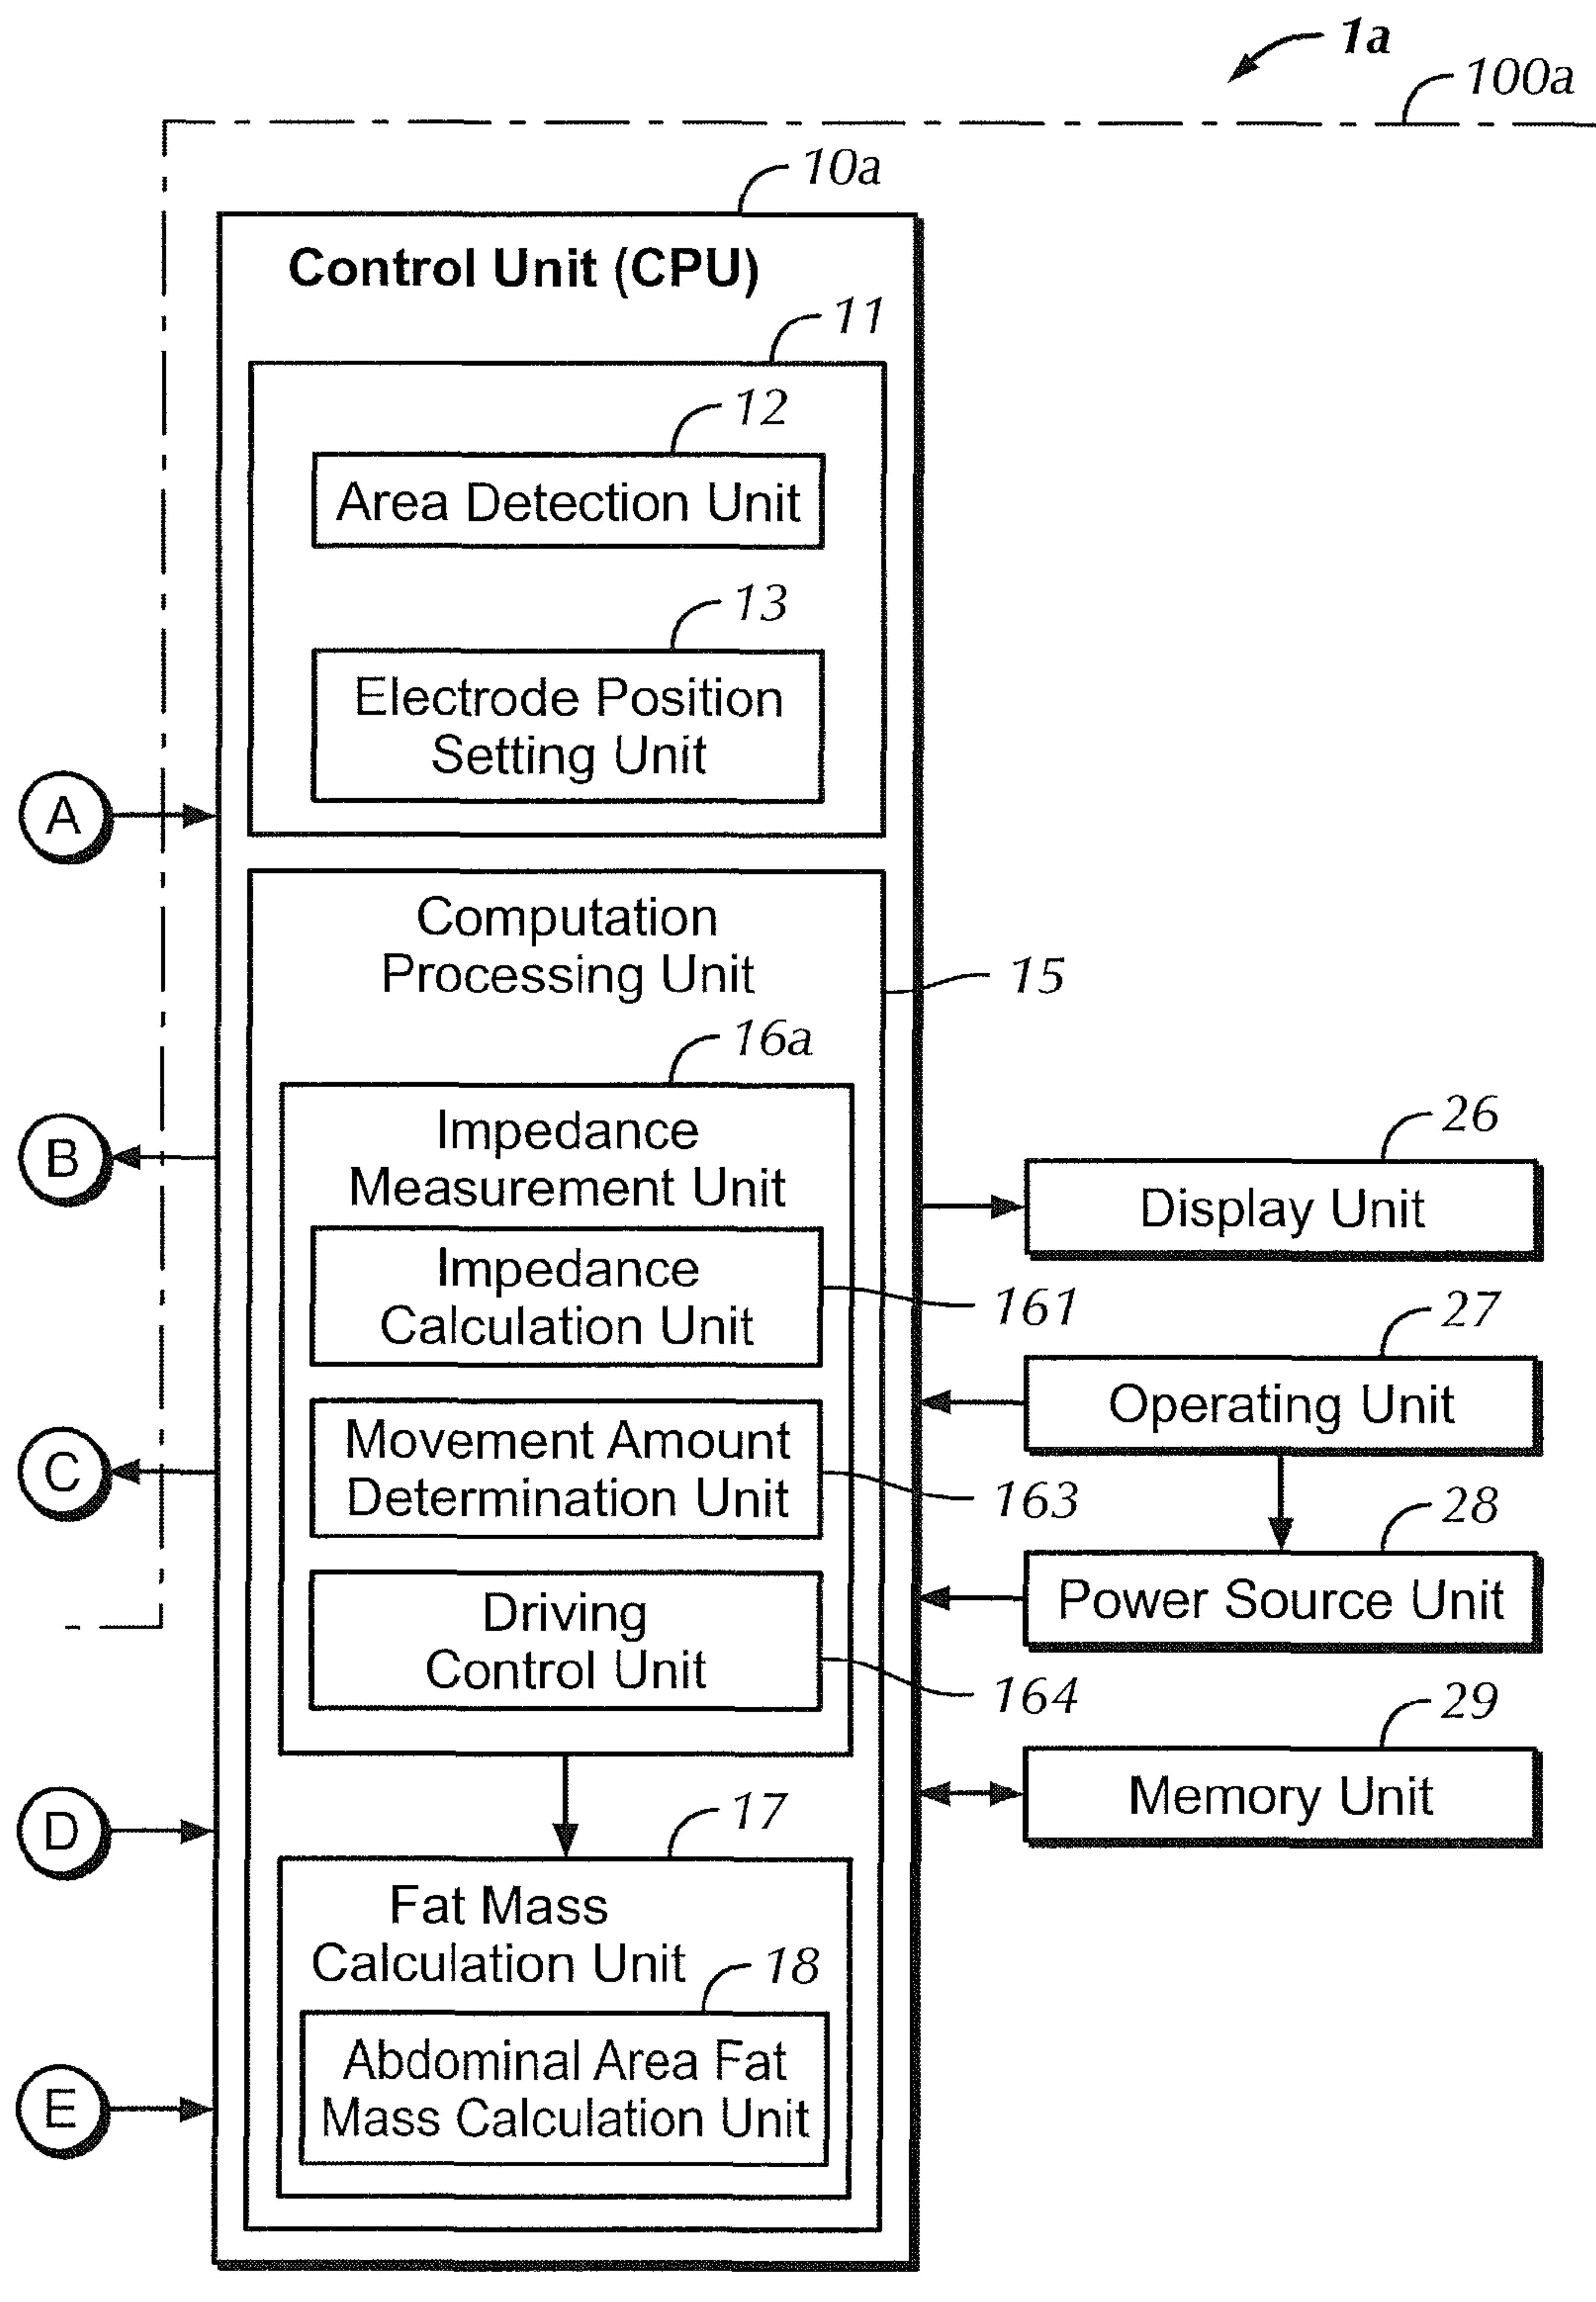 1a
100a
10a
Control Unit (CPU)
11
12
Area Detection Unit
13
Electrode Position
Setting Unit
A
Computation
Processing Unit
15
16a
Impedance
Measurement Unit
B
26
Display Unit
Impedance
Calculation Unit
161
27
Operating Unit
Movement Amount
Determination Unit
C
163
28
Power Source Unit
Driving
Control Unit
164
29
Memory Unit
D
17
Fat Mass
Calculation Unit
18
Abdominal Area Fat
Mass Calculation Unit
E